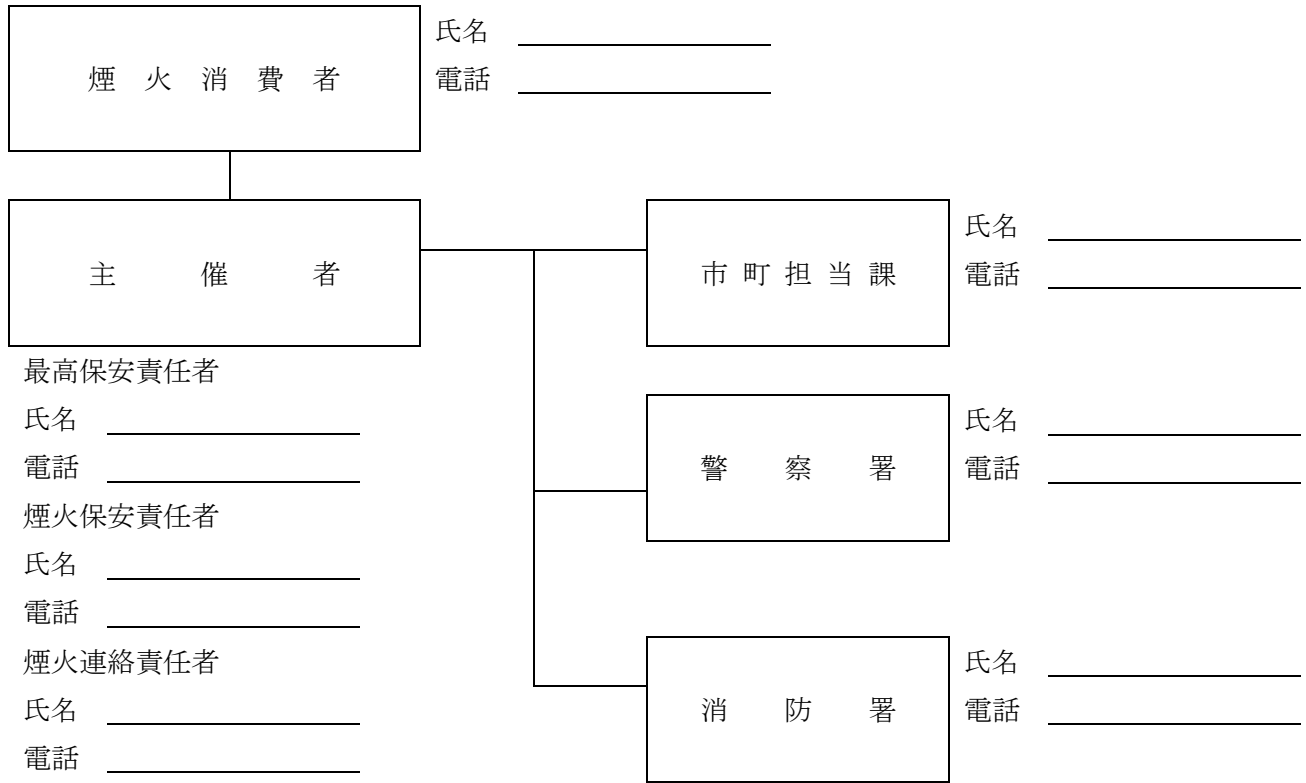 煙火消費者
氏名
電話
主催者
最高保安責任者
氏名
電話
煙火保安責任者
氏名
電話
煙火連絡責任者
氏名
電話
市町担当課
氏名
電話
警察署
氏名
電話
消防署
氏名
電話